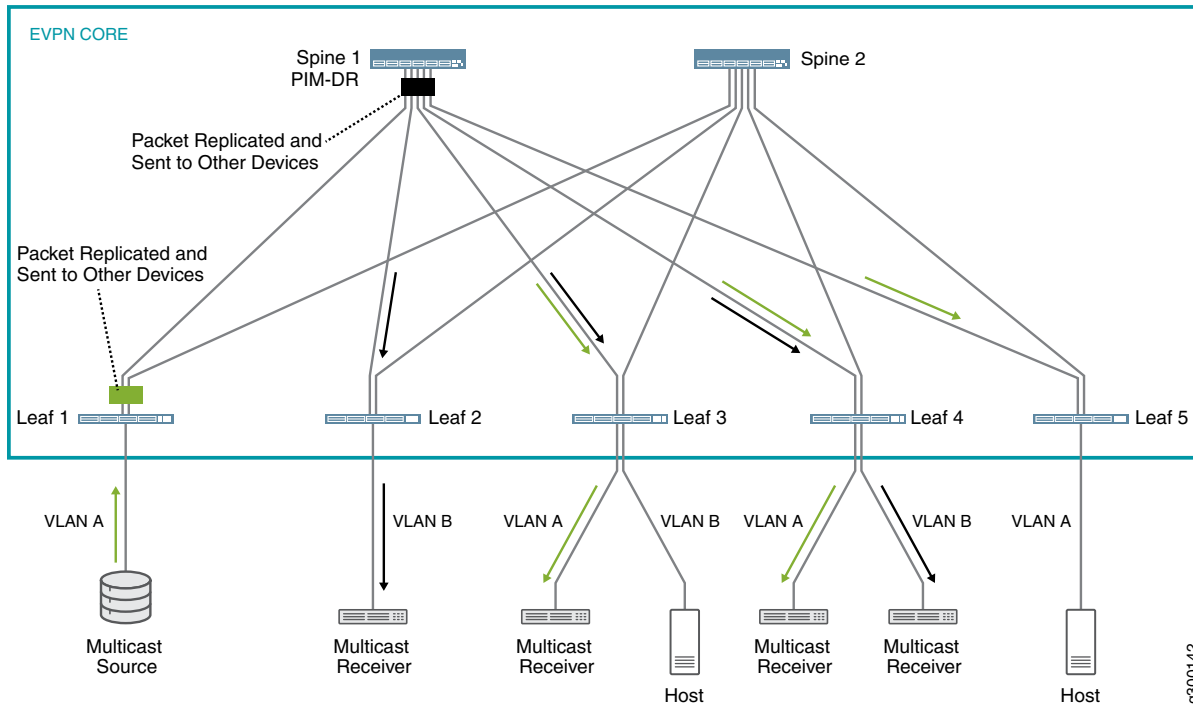 EVPN CORE
Spine 1
PIM-DR
Spine 2
Packet Replicated and
Sent to Other Devices
Packet Replicated and
Sent to Other Devices
Leaf 1
Leaf 2
Leaf 3
Leaf 4
Leaf 5
VLAN A
VLAN B
VLAN A
VLAN B
VLAN A
VLAN B
VLAN A
Multicast
Source
Multicast
Receiver
Multicast
Receiver
Host
Multicast
Receiver
Multicast
Receiver
Host
g300143